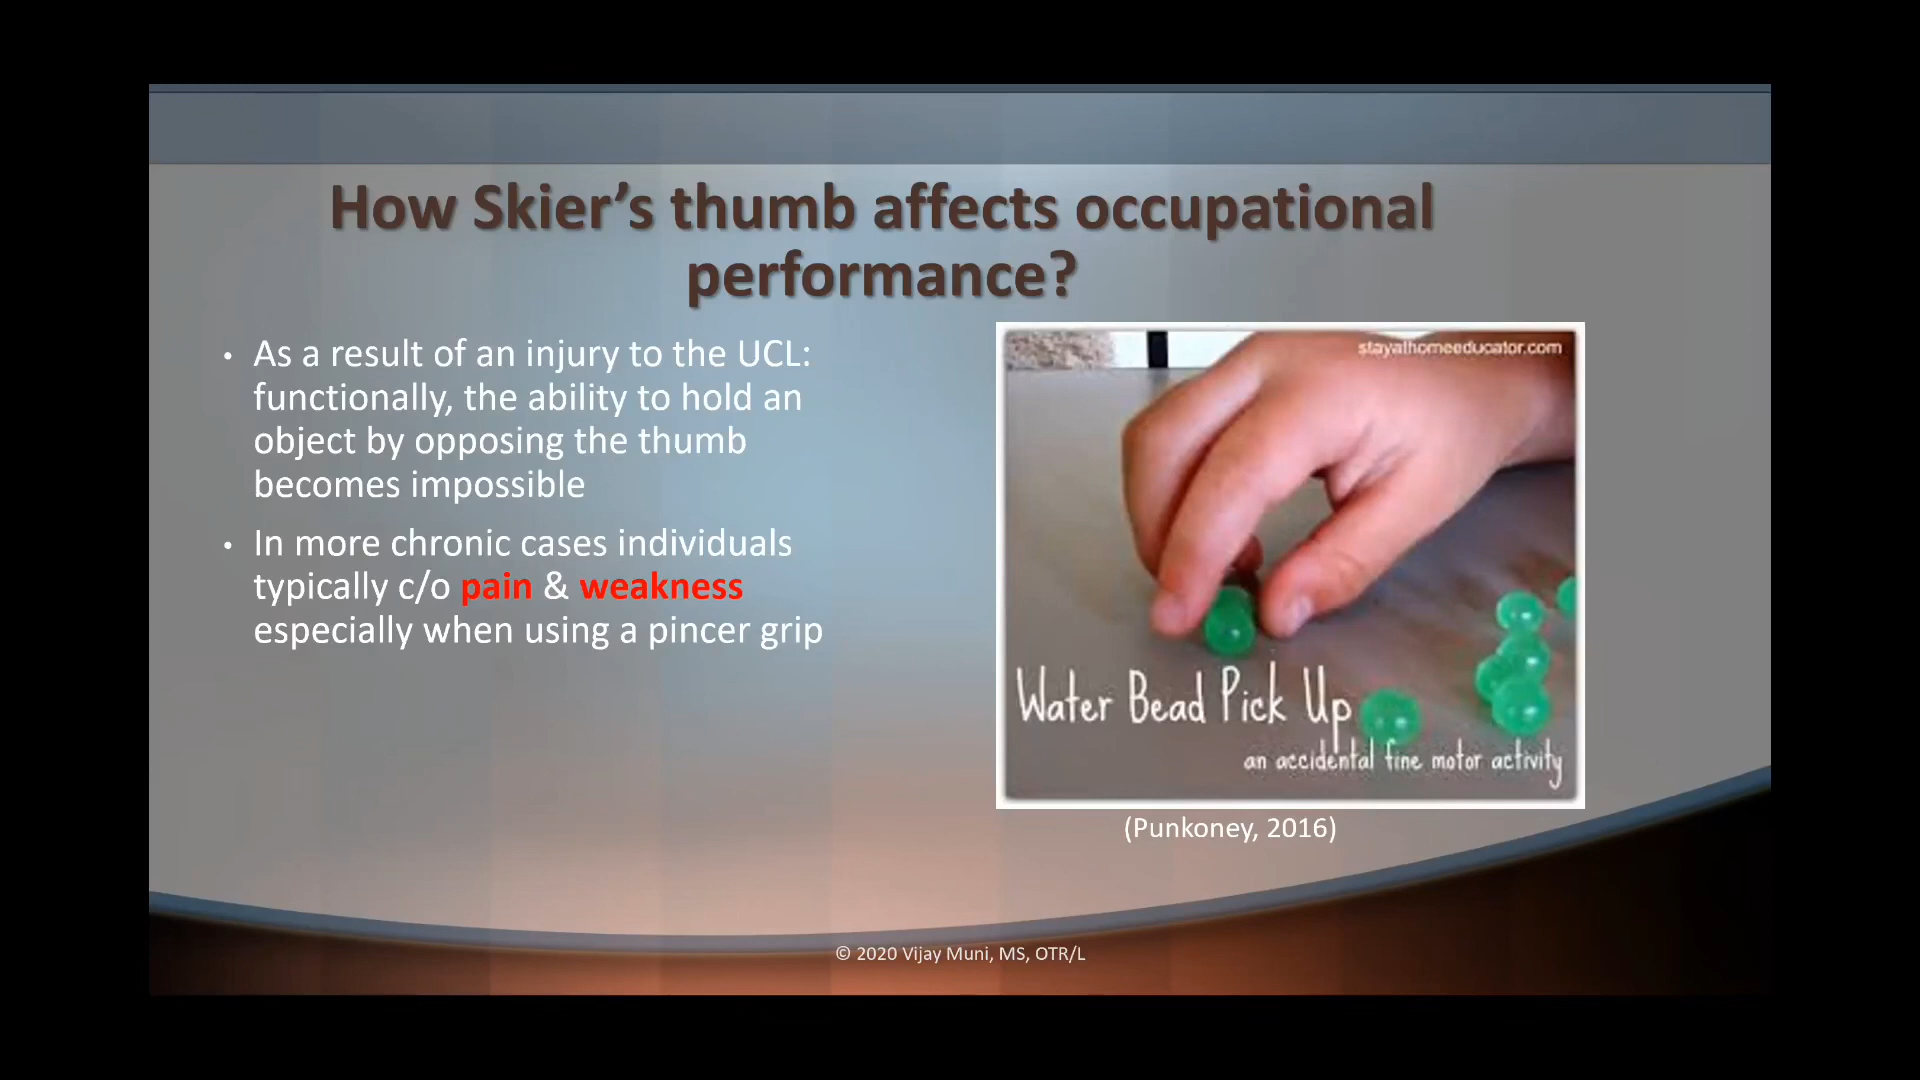 How Skier’s thumb affects occupational
performance?
• As a result of an injury to the UCL:
functionally, the ability to hold an
object by opposing the thumb
becomes impossible
• In more chronic cases individuals
typically c/o pain & weakness
especially when using a pincer grip
stayathomeeducator.com
Water Bead Pick Up
an accidental fine motor activity
(Punkoney, 2016)
© 2020 Vijay Muni, MS, OTR/L